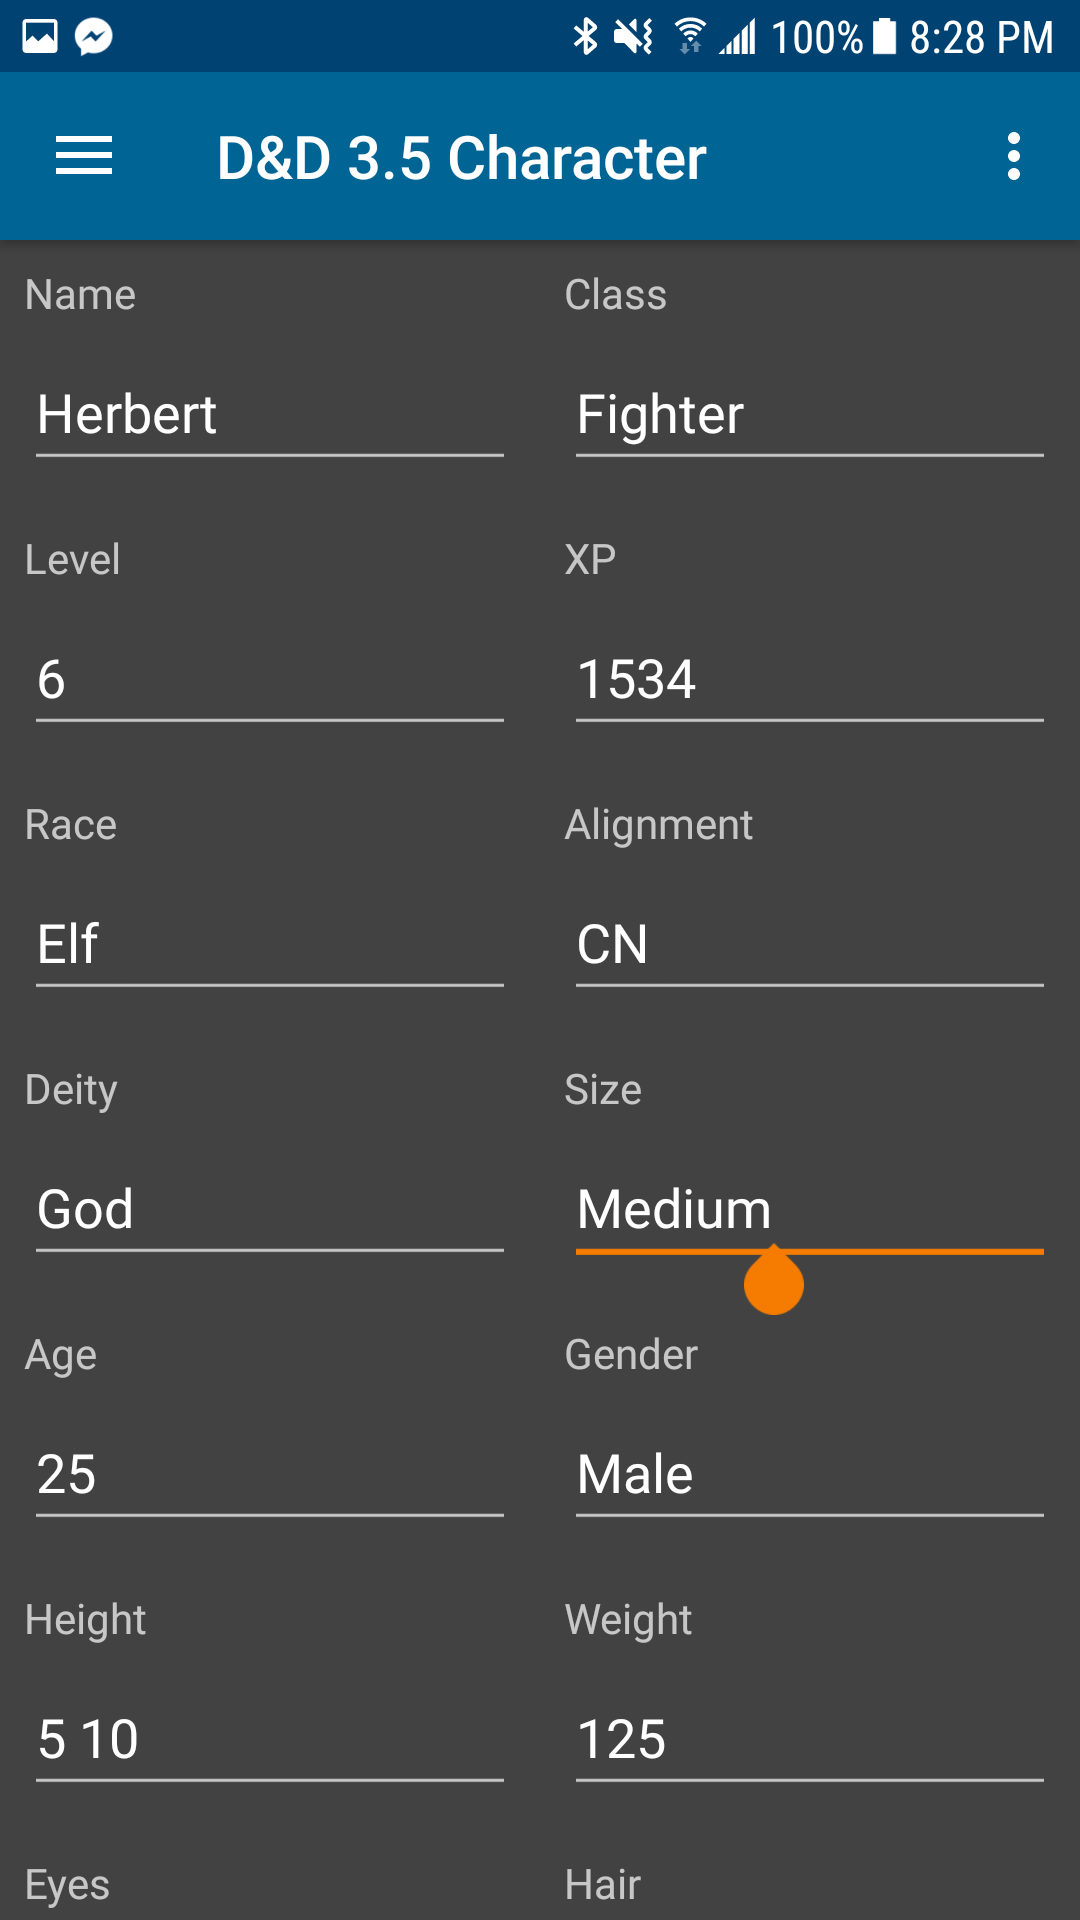 100% 8:28 PM
D&D 3.5 Character
Name Class
Herbert Fighter
Level XP
6 1534
Race Alignment
Elf CN
Deity Size
God Medium
Age Gender
25 Male
Height Weight
5 10 125
Eyes Hair